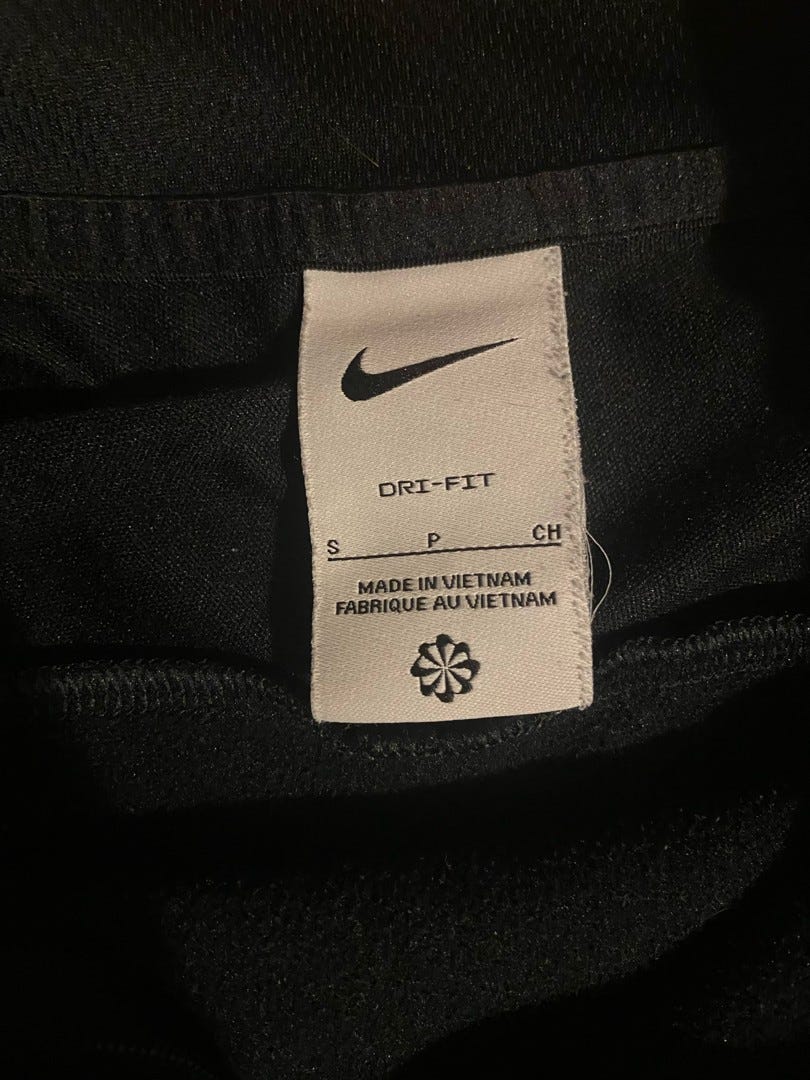 DRI-FIT
S P CH
MADE IN VIETNAM
FABRIQUE AU VIETNAM